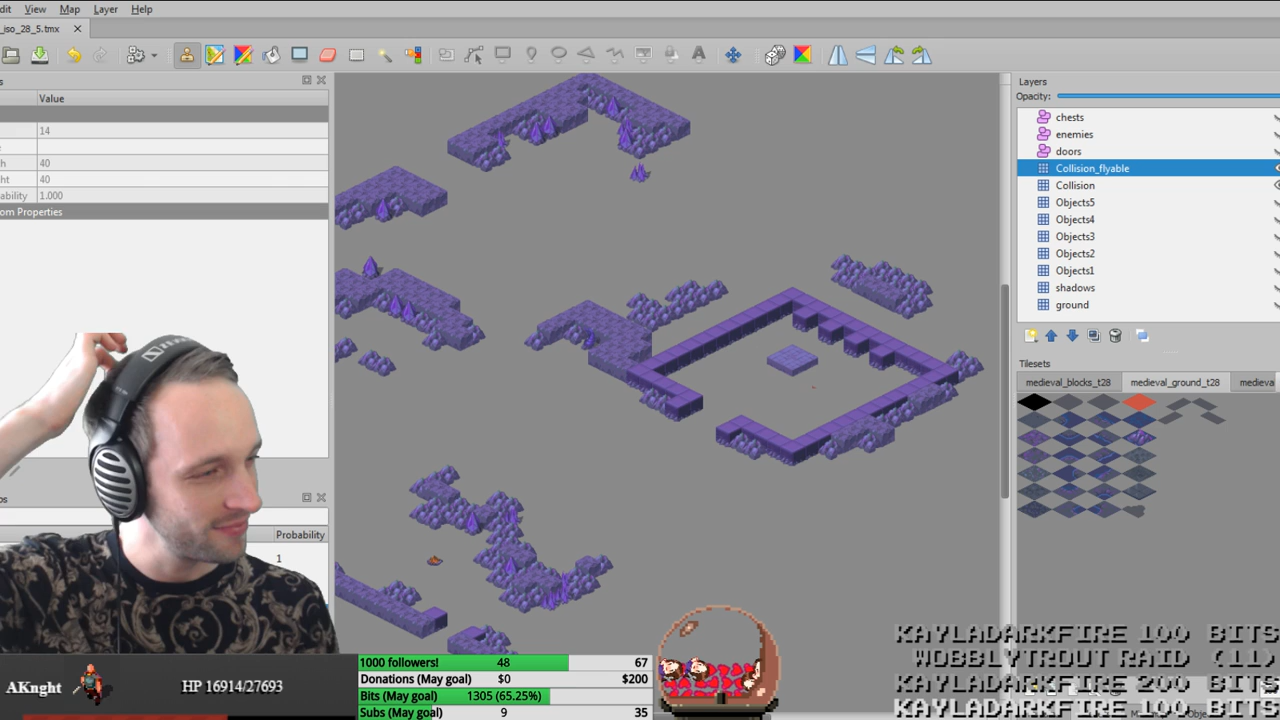 dit View Map Layer Help
_iso_28_5.tmx
s
Value
14
e
h 40
ht 40
ability 1.000
om Properties
Layers
Opacity:
chests
enemies
doors
Collision_flyable
Collision
Objects5
Objects4
Objects3
Objects2
Objects1
shadows
ground
Tilesets
medieval_blocks_t28 medieval_ground_t28 medieva
Probability
1
KAYLADARKFIRE 100 BITS
WOBBLYTROUT RAID (11)
KAYLADARKFIRE 200 BITS
KAYLADARKFIRE 100 BITS
AKnght HP 16914/27693
1000 followers! 48 67
Donations (May goal) $0 $200
Bits (May goal) 1305 (65.25%)
Subs (May goal) 9 35